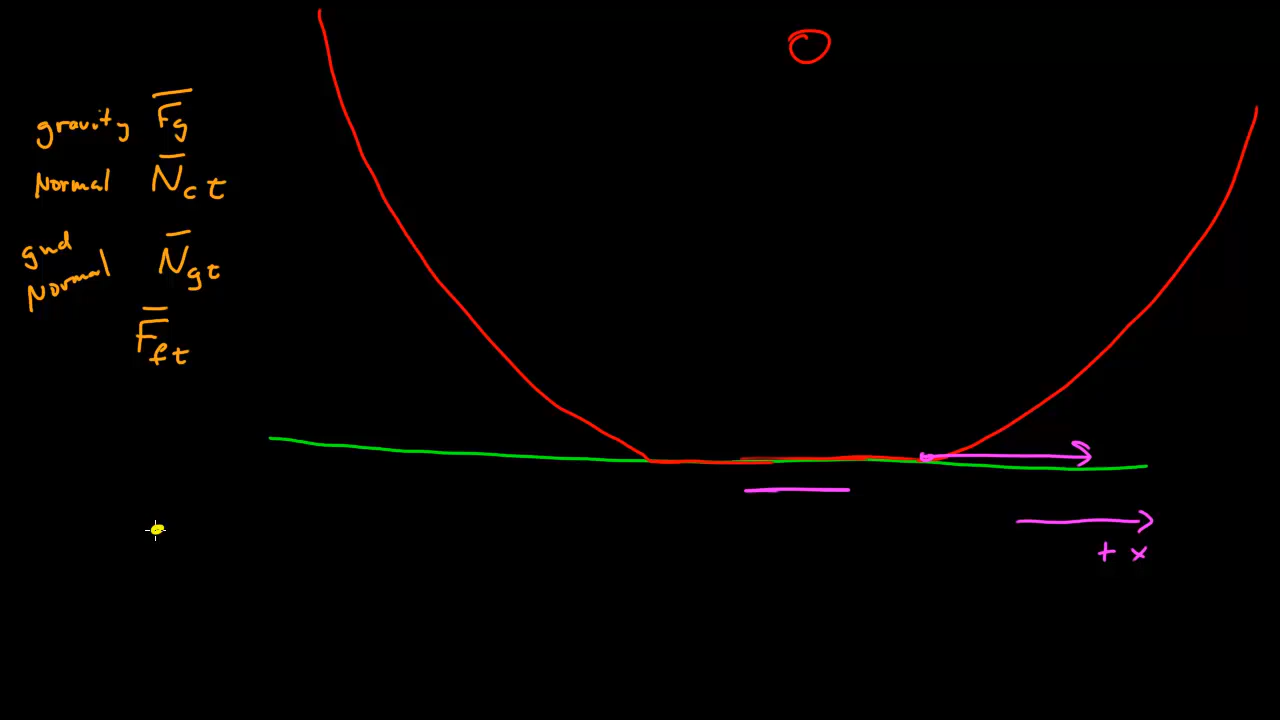 gravity F̅g
Normal N̅ct
gnd Normal N̅gt
F̅ft
+ x